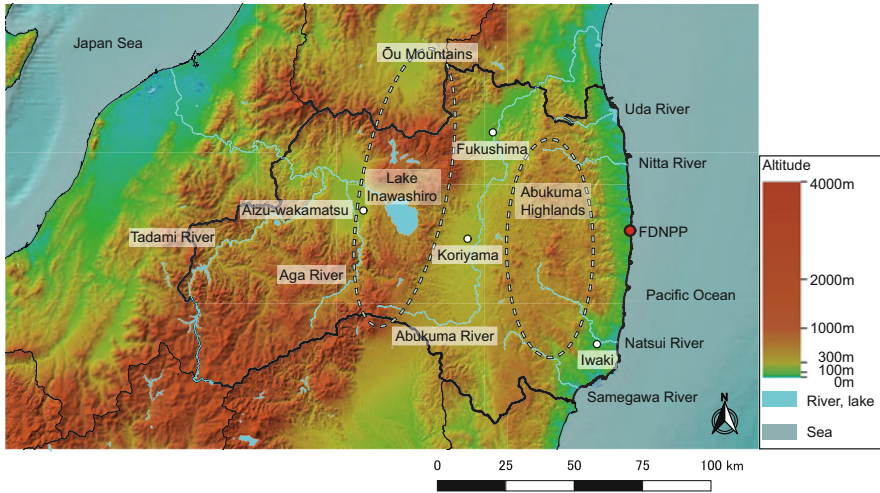 Japan Sea
Ōu Mountains
Uda River
Fukushima
Nitta River
Lake
Inawashiro
Abukuma
Highlands
Aizu-wakamatsu
Tadami River
FDNPP
Koriyama
Aga River
Pacific Ocean
Abukuma River
Natsui River
Iwaki
Samegawa River
N
Altitude
4000m
2000m
1000m
300m
100m
0m
River, lake
Sea
0 25 50 75 100 km